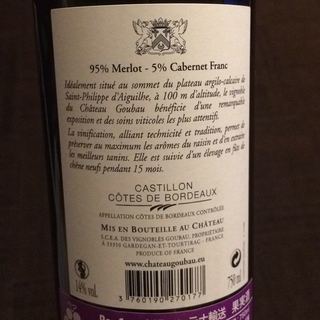 95% Merlot - 5% Cabernet Franc
Idéalement situé au sommet du plateau argilo-calcaire de
Saint-Philippe d'Aiguilhe, à 100 m d'altitude, le vignoble
du Château Goubau bénéficie d'une remarquable
exposition et des soins viticoles les plus attentifs.
La vinification, alliant technicité et tradition, permet de
préserver au maximum les arômes du raisin et d'en extraire
les meilleurs tanins. Elle est suivie d'un élevage en fûts de
chêne neufs pendant 15 mois.
CASTILLON
CÔTES DE BORDEAUX
APPELLATION CÔTES DE BORDEAUX CONTRÔLÉE
MIS EN BOUTEILLE AU CHÂTEAU
S.C.E.A. DES VIGNOBLES GOUBAU, PROPRIÉTAIRE
À 33350 GARDEGAN-ET-TOURTIRAC - FRANCE
PRODUCE OF FRANCE
www.chateaugoubau.eu
14% vol.
750 ml
3 760190 270177
輸送 果実